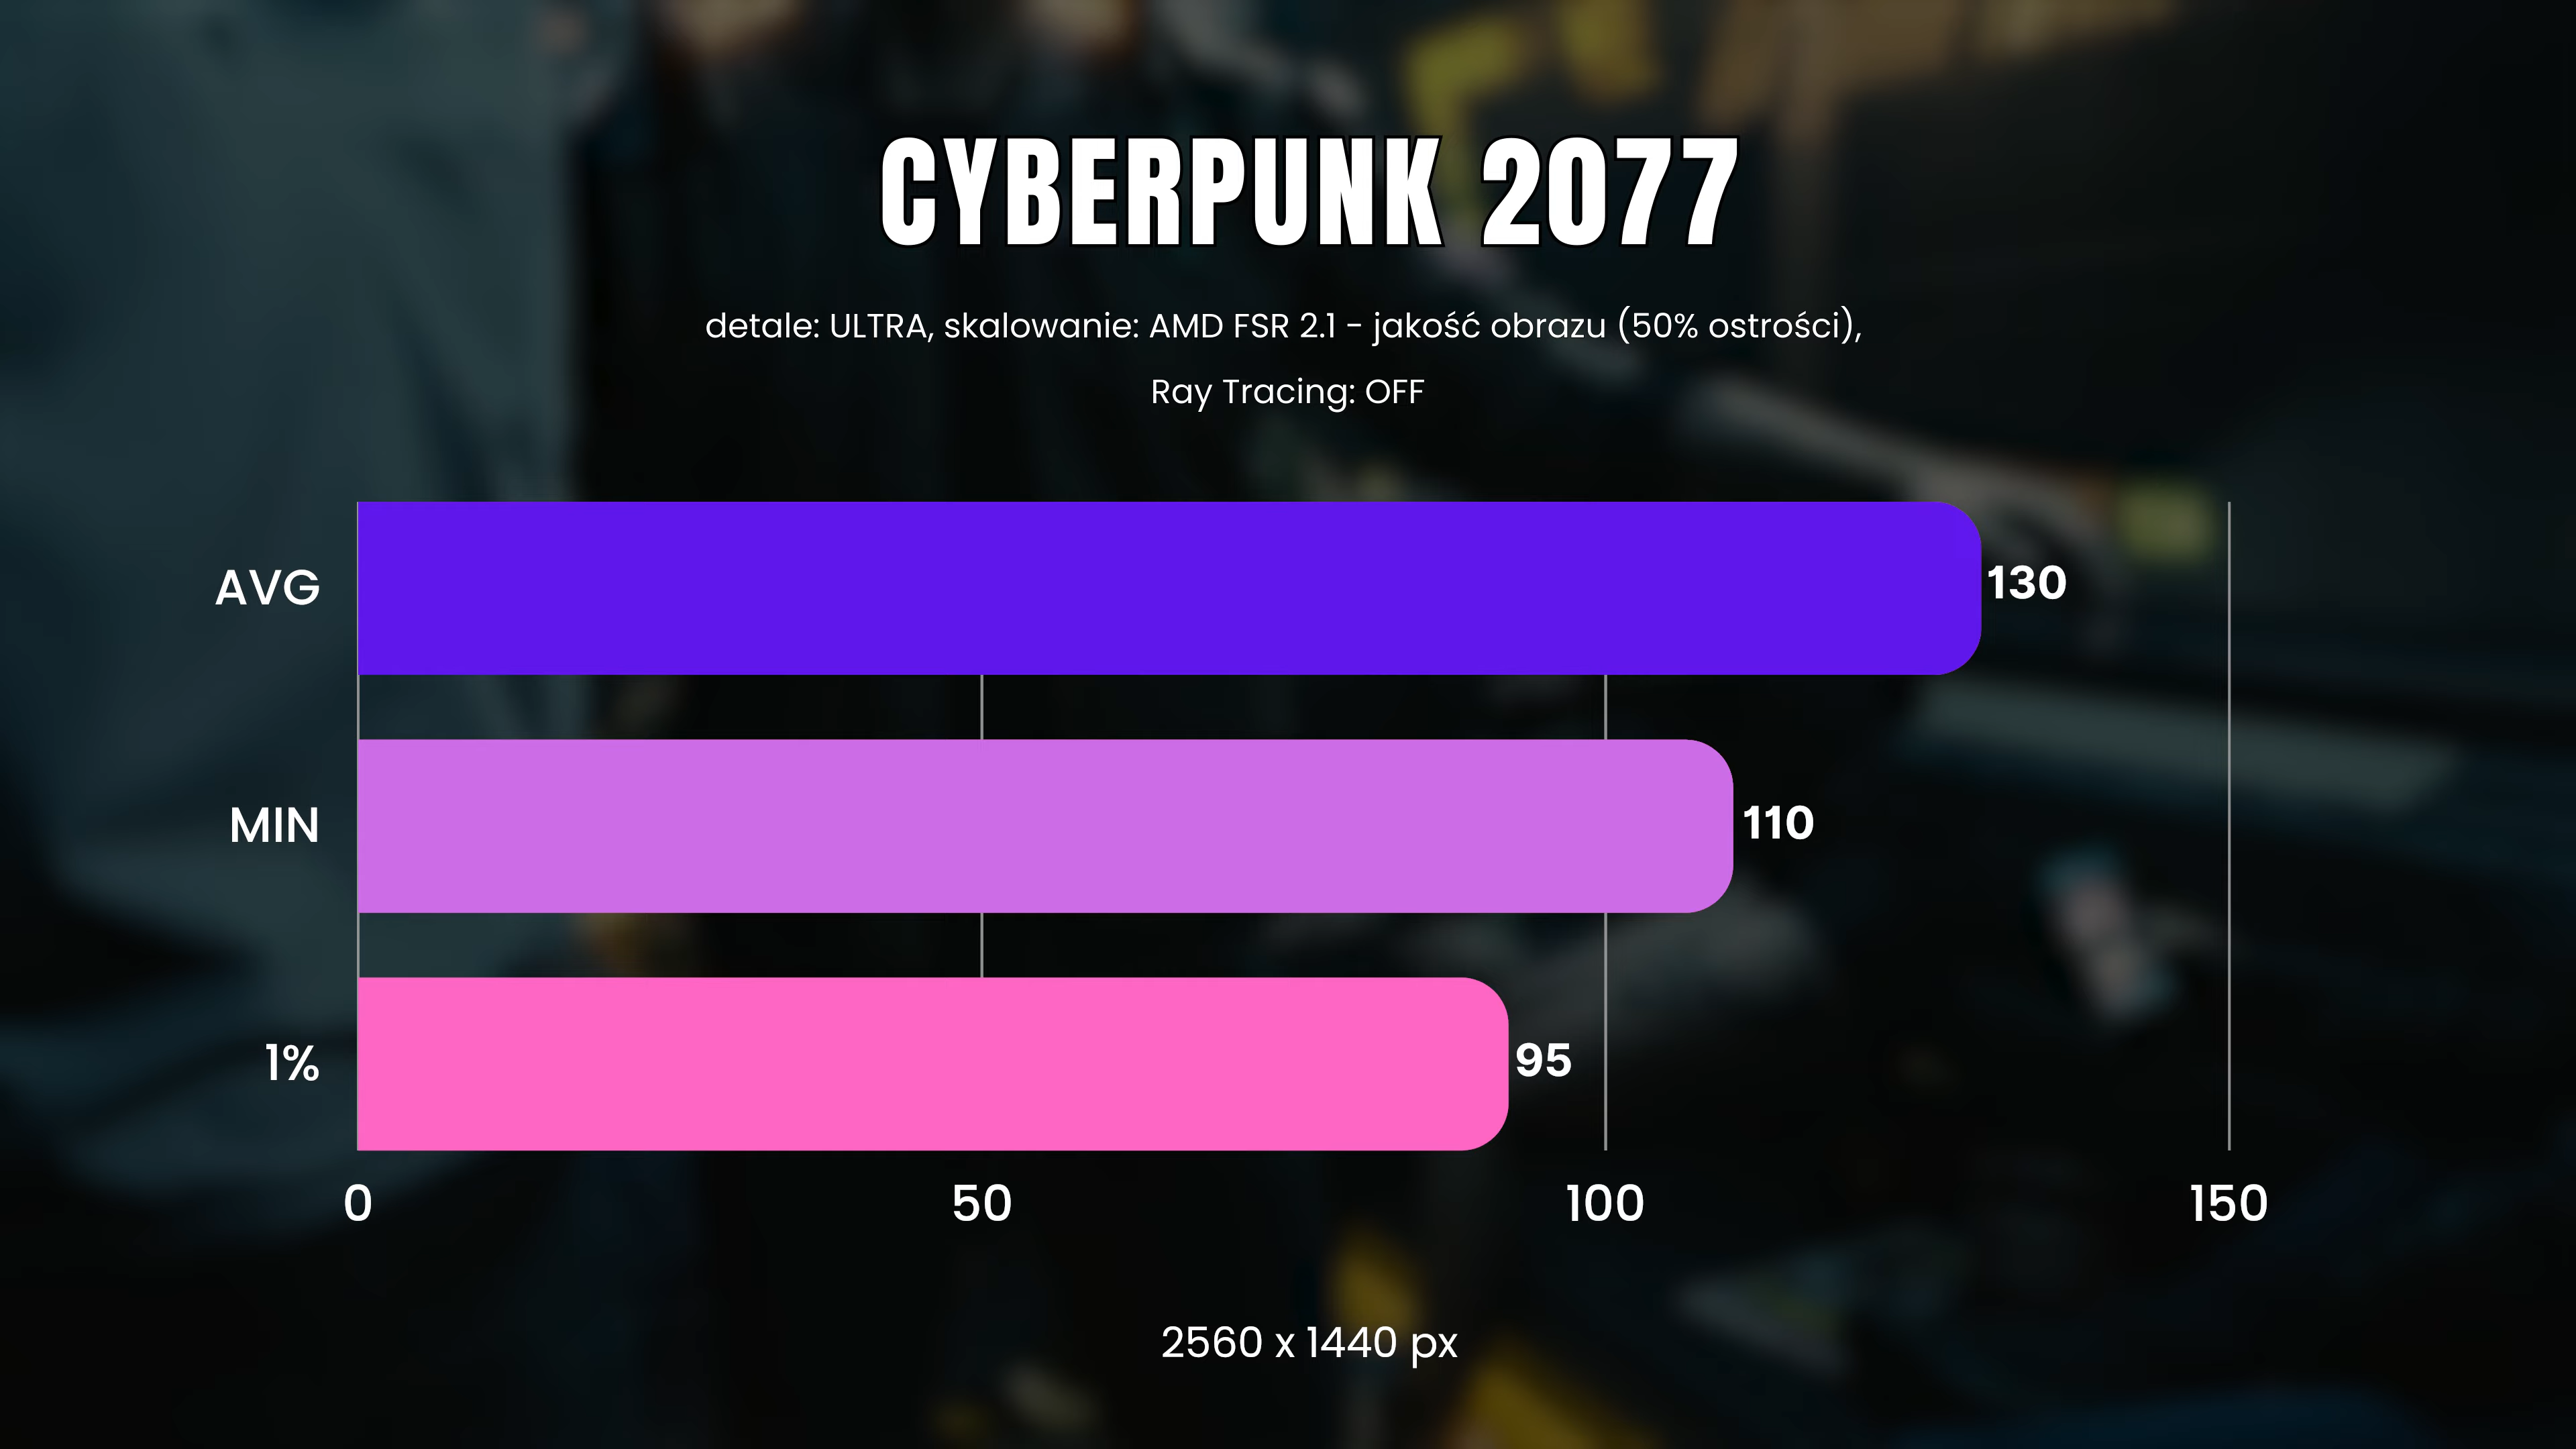 CYBERPUNK 2077
detale: ULTRA, skalowanie: AMD FSR 2.1 - jakość obrazu (50% ostrości),
Ray Tracing: OFF
AVG 130
MIN 110
1% 95
0 50 100 150
2560 x 1440 px